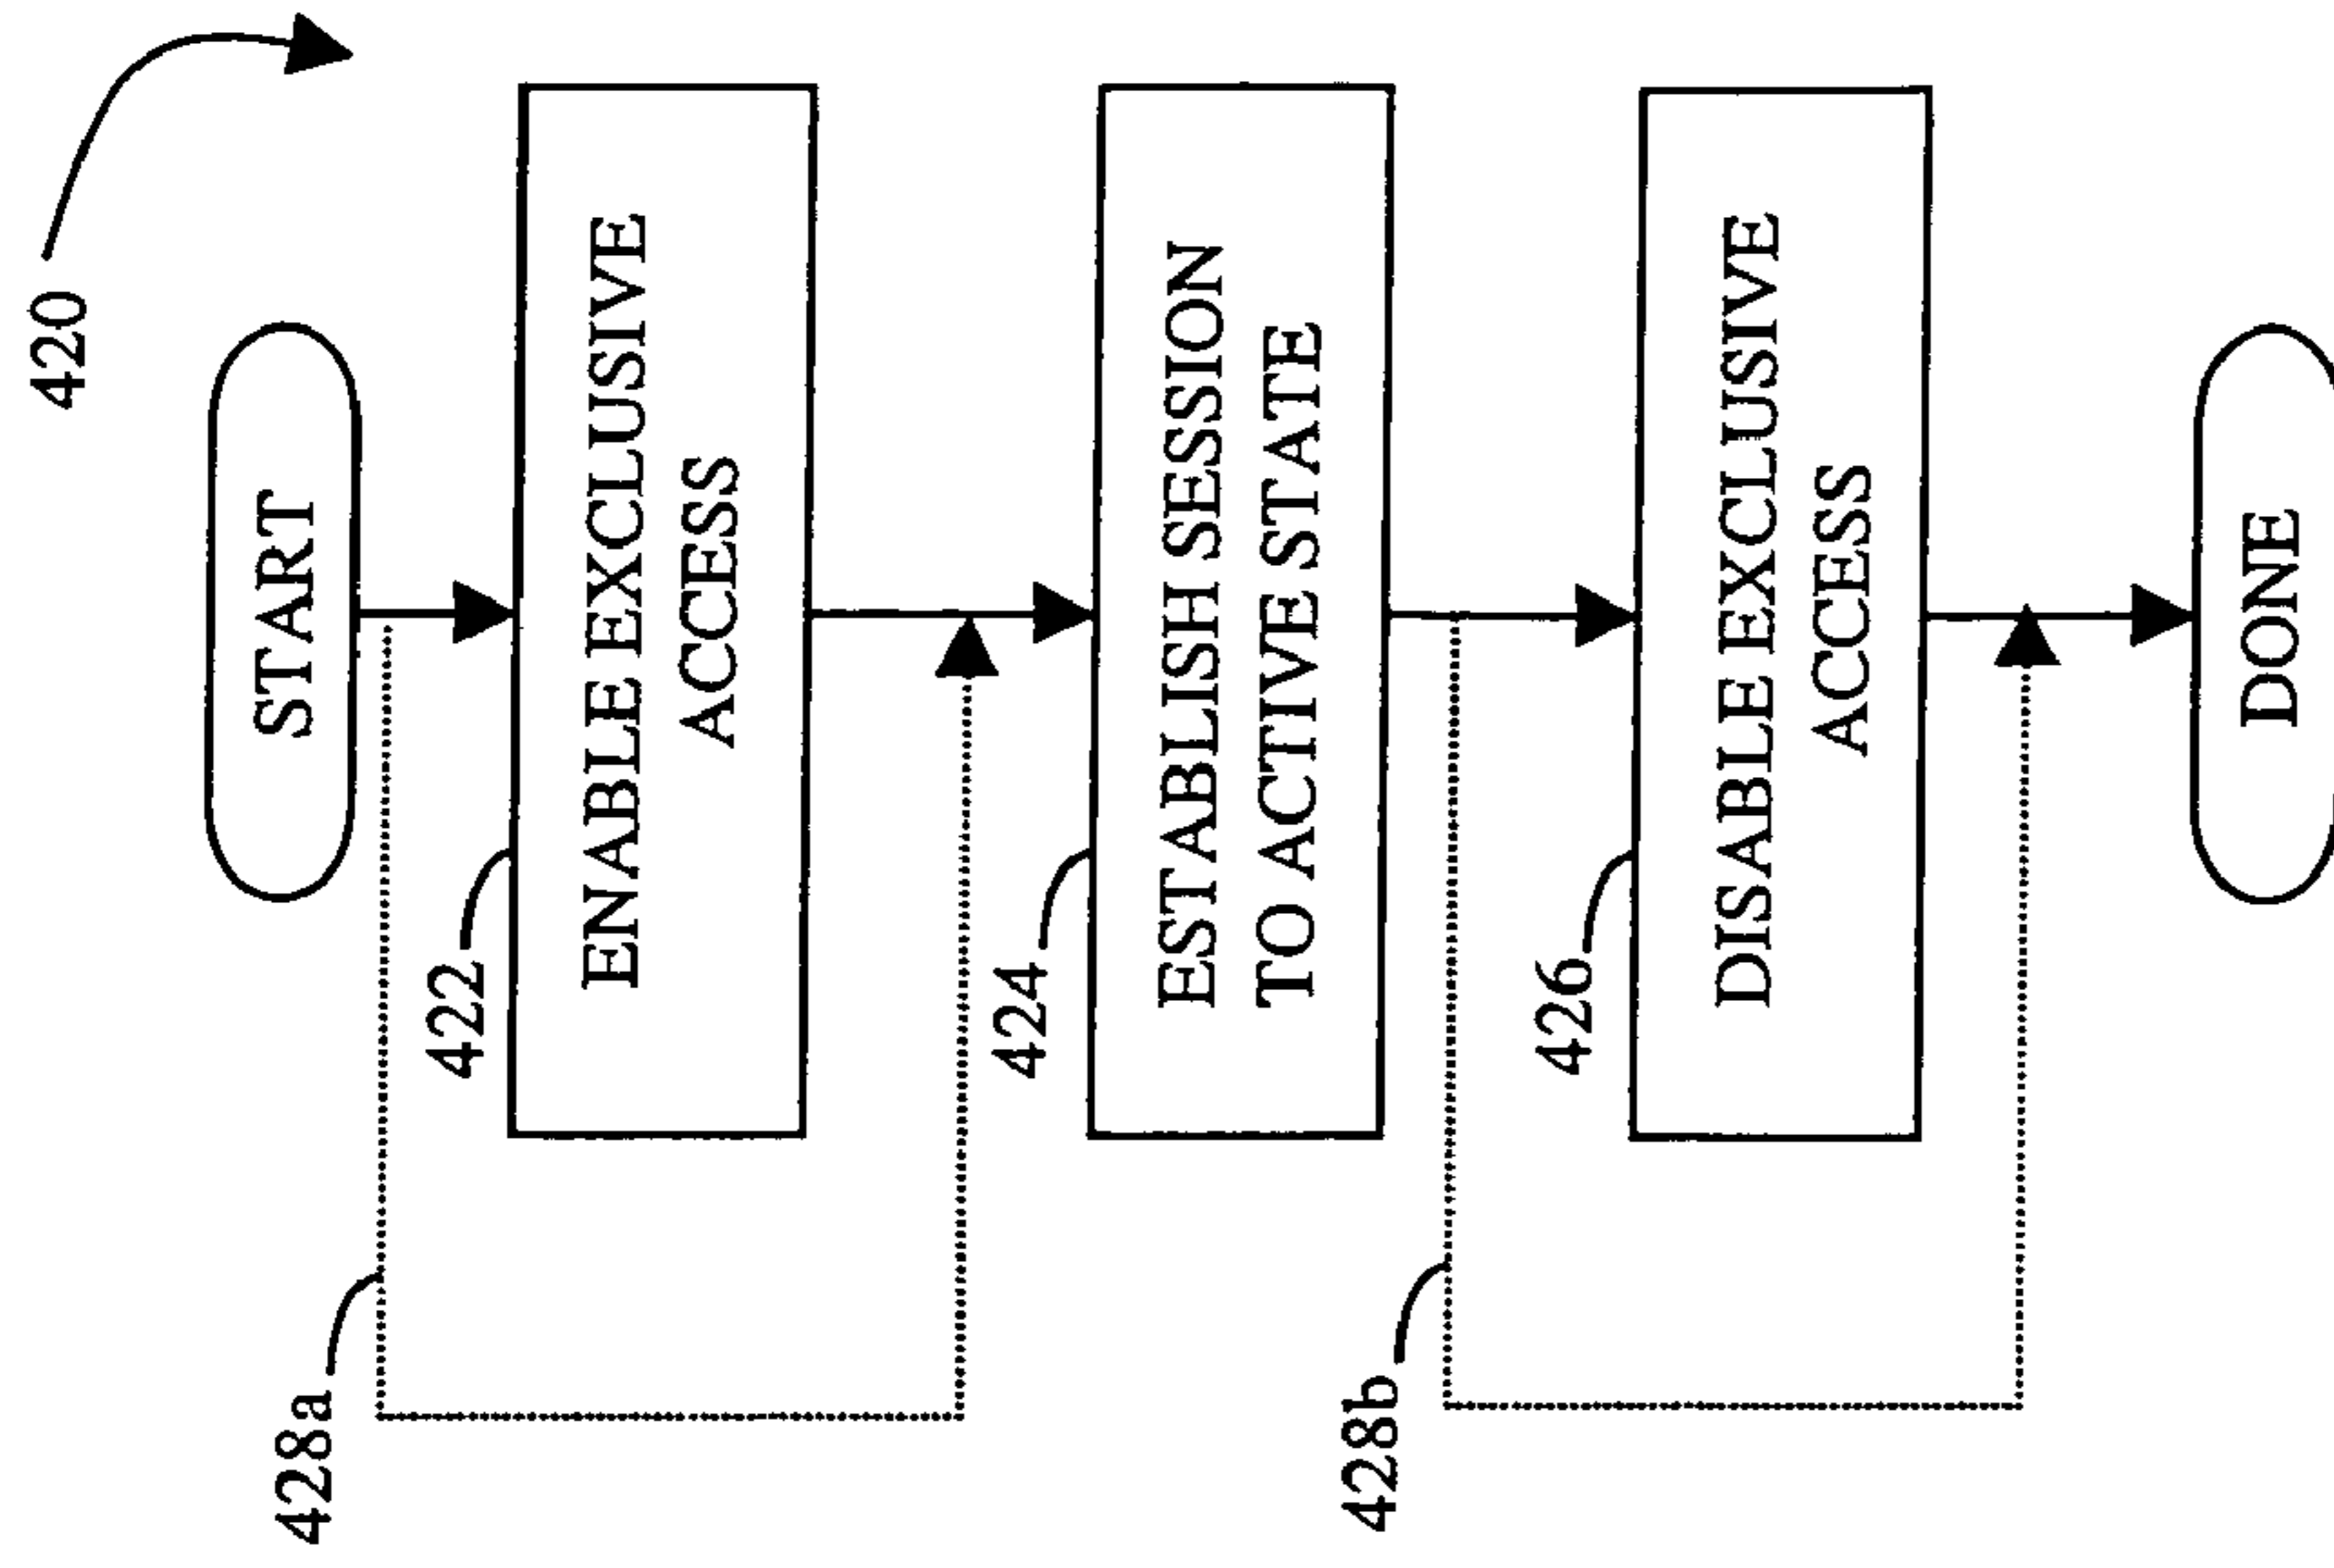 420
START
428a
422
ENABLE EXCLUSIVE
ACCESS
424
ESTABLISH SESSION
TO ACTIVE STATE
428b
426
DISABLE EXCLUSIVE
ACCESS
DONE